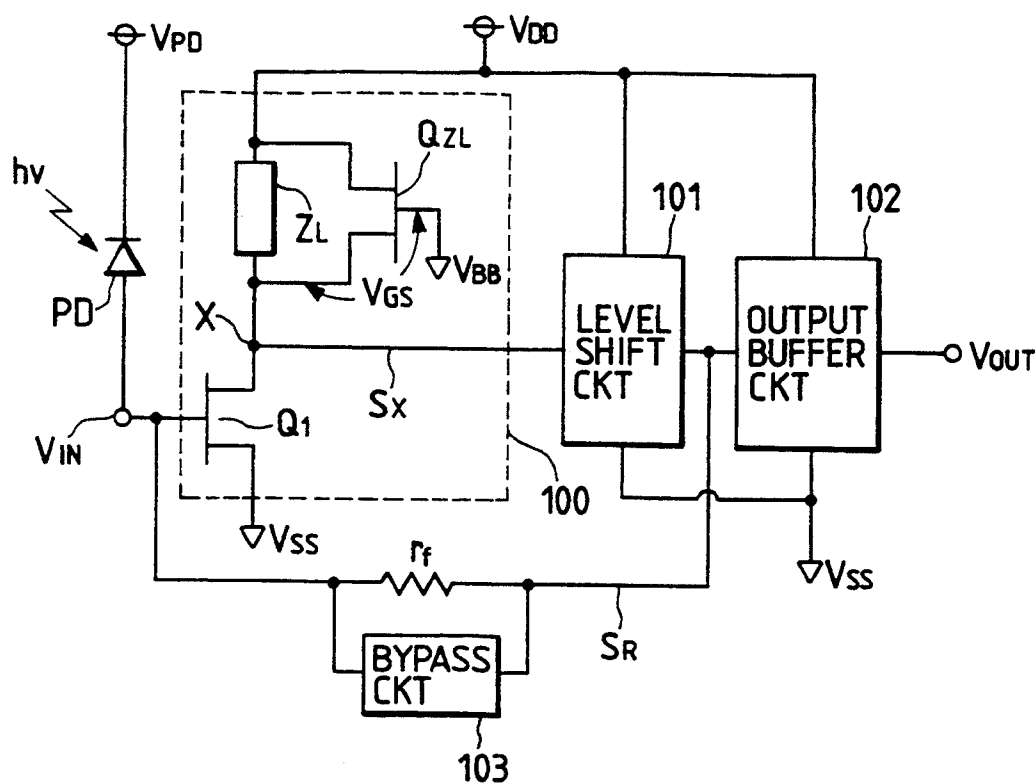 VPD
VDD
QZL
hν
ZL
101
102
VBB
PD
VGS
X
LEVEL
SHIFT
CKT
OUTPUT
BUFFER
CKT
VOUT
SX
Q1
VIN
100
VSS
rf
VSS
SR
BYPASS
CKT
103